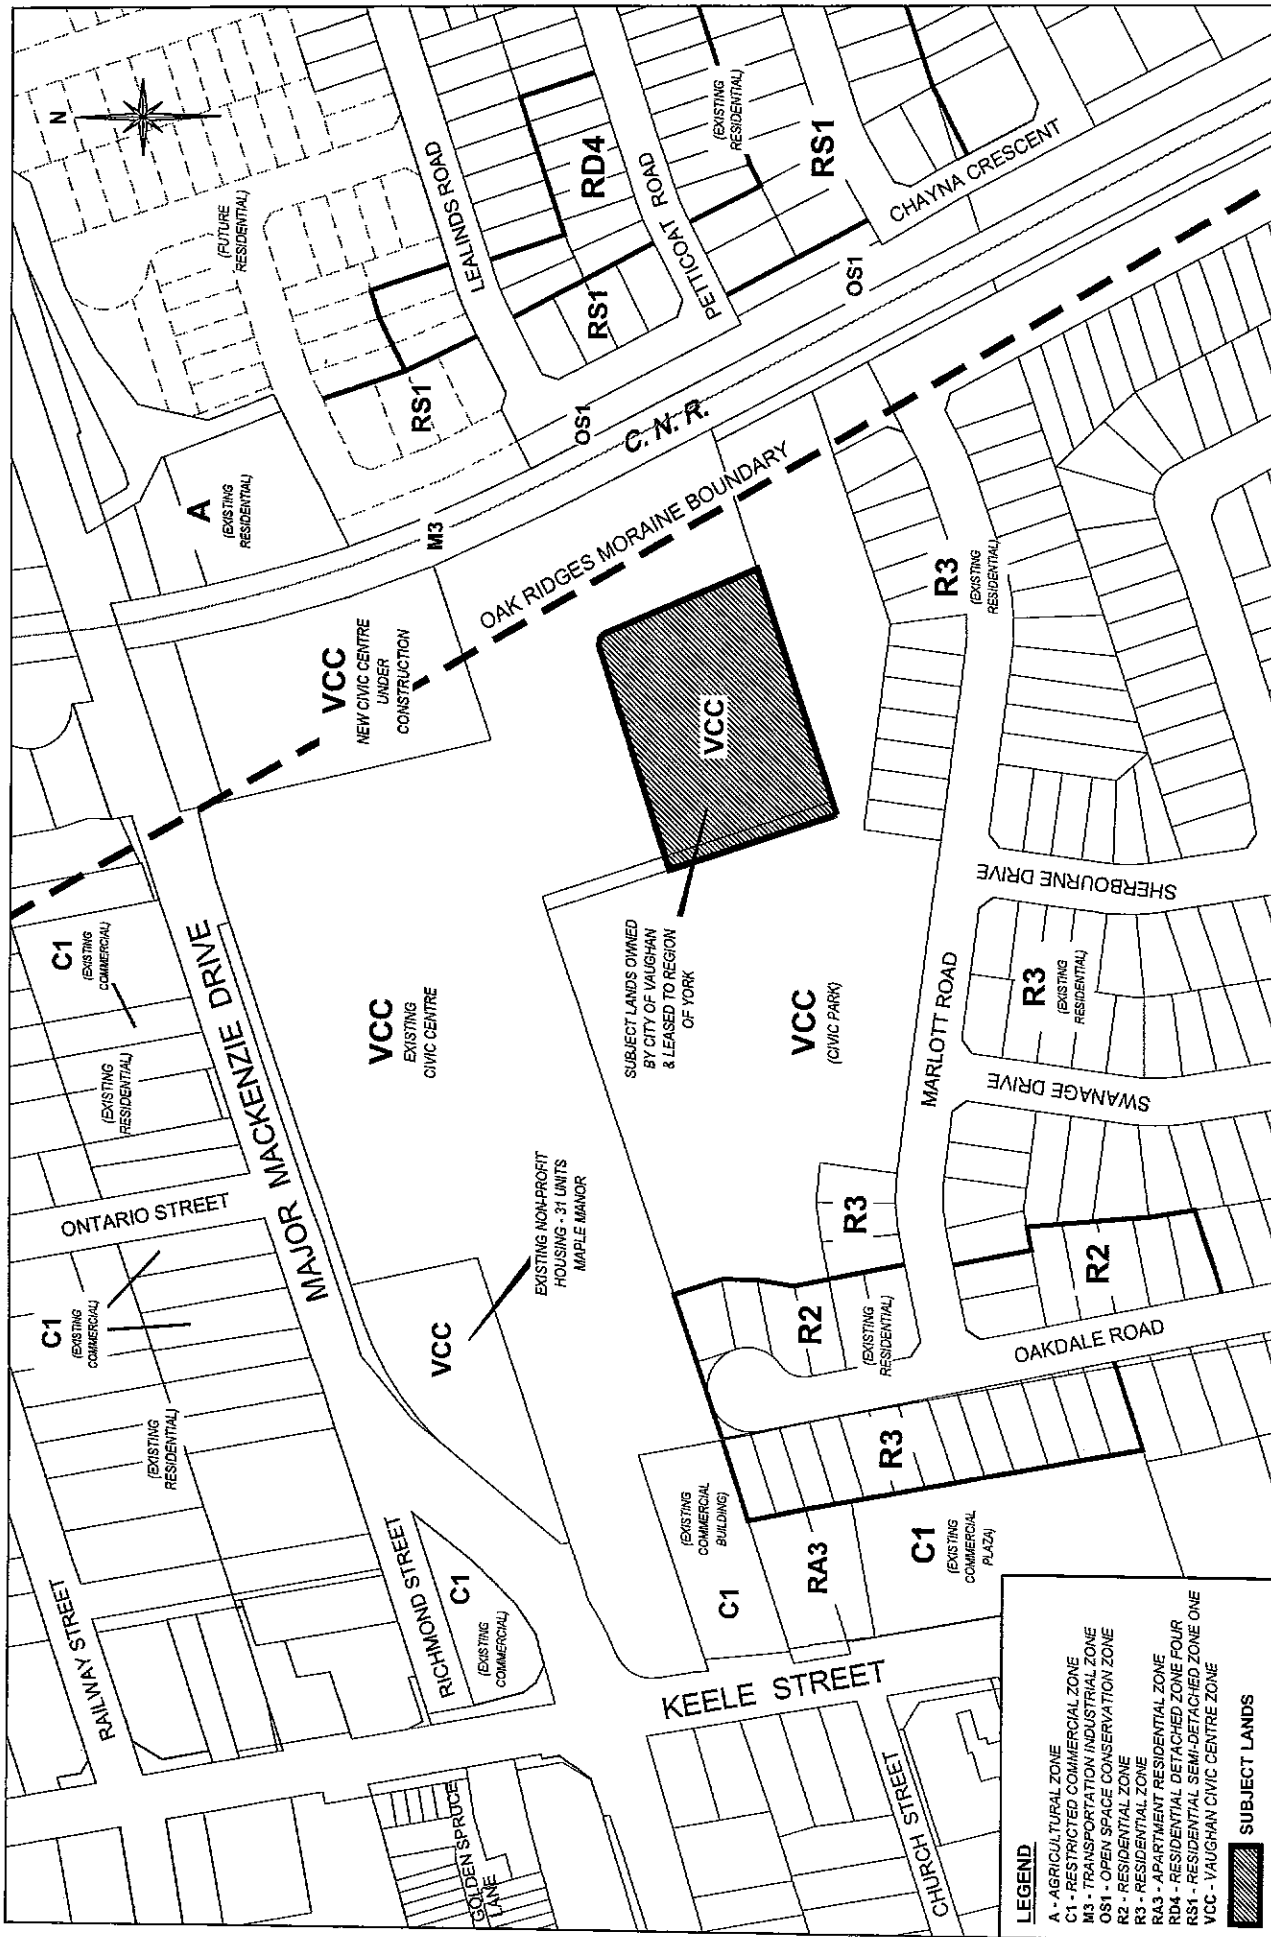 N
(FUTURE
RESIDENTIAL)
LEALINDS ROAD
RD4
PETTICOAT ROAD
(EXISTING
RESIDENTIAL)
RS1
CHAYNA CRESCENT
RS1
RS1
OS1
OS1
C. N. R.
A
(EXISTING
RESIDENTIAL)
M3
OAK RIDGES MORAINE BOUNDARY
VCC
NEW CIVIC CENTRE
UNDER
CONSTRUCTION
VCC
R3
(EXISTING
RESIDENTIAL)
C1
(EXISTING
COMMERCIAL)
(EXISTING
RESIDENTIAL)
MAJOR MACKENZIE DRIVE
VCC
EXISTING
CIVIC CENTRE
SUBJECT LANDS OWNED
BY CITY OF VAUGHAN
& LEASED TO REGION
OF YORK
VCC
(CIVIC PARK)
MARLOTT ROAD
SHERBOURNE DRIVE
R3
(EXISTING
RESIDENTIAL)
SWANAGE DRIVE
ONTARIO STREET
C1
(EXISTING
COMMERCIAL)
(EXISTING
RESIDENTIAL)
VCC
EXISTING NON-PROFIT
HOUSING - 31 UNITS
MAPLE MANOR
R3
R2
(EXISTING
RESIDENTIAL)
R2
OAKDALE ROAD
R3
RAILWAY STREET
RICHMOND STREET
C1
(EXISTING
COMMERCIAL)
(EXISTING
COMMERCIAL
BUILDING)
C1
RA3
C1
(EXISTING
COMMERCIAL
PLAZA)
KEELE STREET
GOLDEN SPRUCE
LANE
CHURCH STREET
LEGEND
A - AGRICULTURAL ZONE
C1 - RESTRICTED COMMERCIAL ZONE
M3 - TRANSPORTATION INDUSTRIAL ZONE
OS1 - OPEN SPACE CONSERVATION ZONE
R2 - RESIDENTIAL ZONE
R3 - RESIDENTIAL ZONE
RA3 - APARTMENT RESIDENTIAL ZONE
RD4 - RESIDENTIAL DETACHED ZONE FOUR
RS1 - RESIDENTIAL SEMI-DETACHED ZONE ONE
VCC - VAUGHAN CIVIC CENTRE ZONE
SUBJECT LANDS